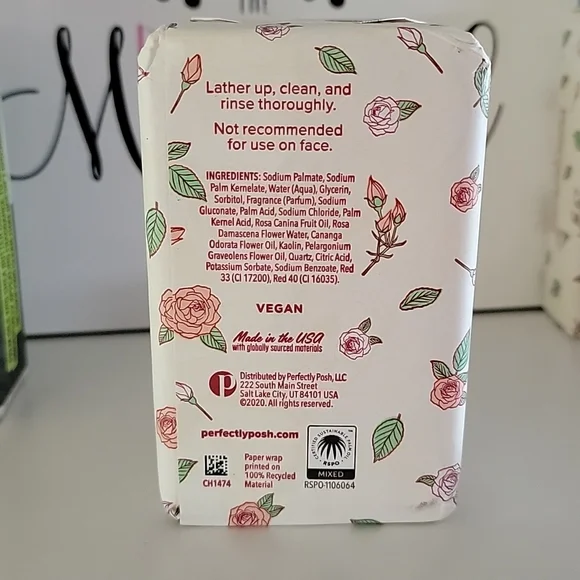 THE
M
Lather up, clean, and
rinse thoroughly.
Not recommended
for use on face.
INGREDIENTS: Sodium Palmate, Sodium
Palm Kernelate, Water (Aqua), Glycerin,
Sorbitol, Fragrance (Parfum), Sodium
Gluconate, Palm Acid, Sodium Chloride, Palm
Kernel Acid, Rosa Canina Fruit Oil, Rosa
Damascena Flower Water, Cananga
Odorata Flower Oil, Kaolin, Pelargonium
Graveolens Flower Oil, Quartz, Citric Acid,
Potassium Sorbate, Sodium Benzoate, Red
33 (CI 17200), Red 40 (CI 16035).
VEGAN
Made in the USA
with globally sourced materials
P
Distributed by Perfectly Posh, LLC
222 South Main Street
Salt Lake City, UT 84101 USA
©2020. All rights reserved.
perfectlyposh.com
CH1474
Paper wrap
printed on
100% Recycled
Material
CERTIFIED SUSTAINABLE PALM OIL
RSPO
MIXED
RSPO-1106064